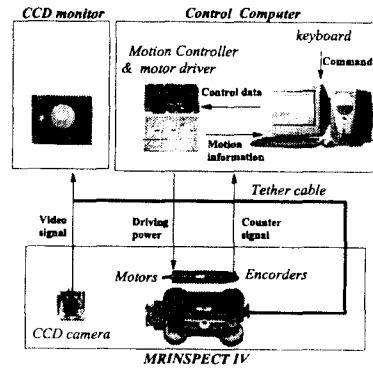 CCD monitor
Control Computer
keyboard
Motion Controller
& motor driver
Command
Control data
Motion
information
Tether cable
Video
signal
Driving
power
Counter
signal
Motors
Encorders
CCD camera
MRINSPECT IV